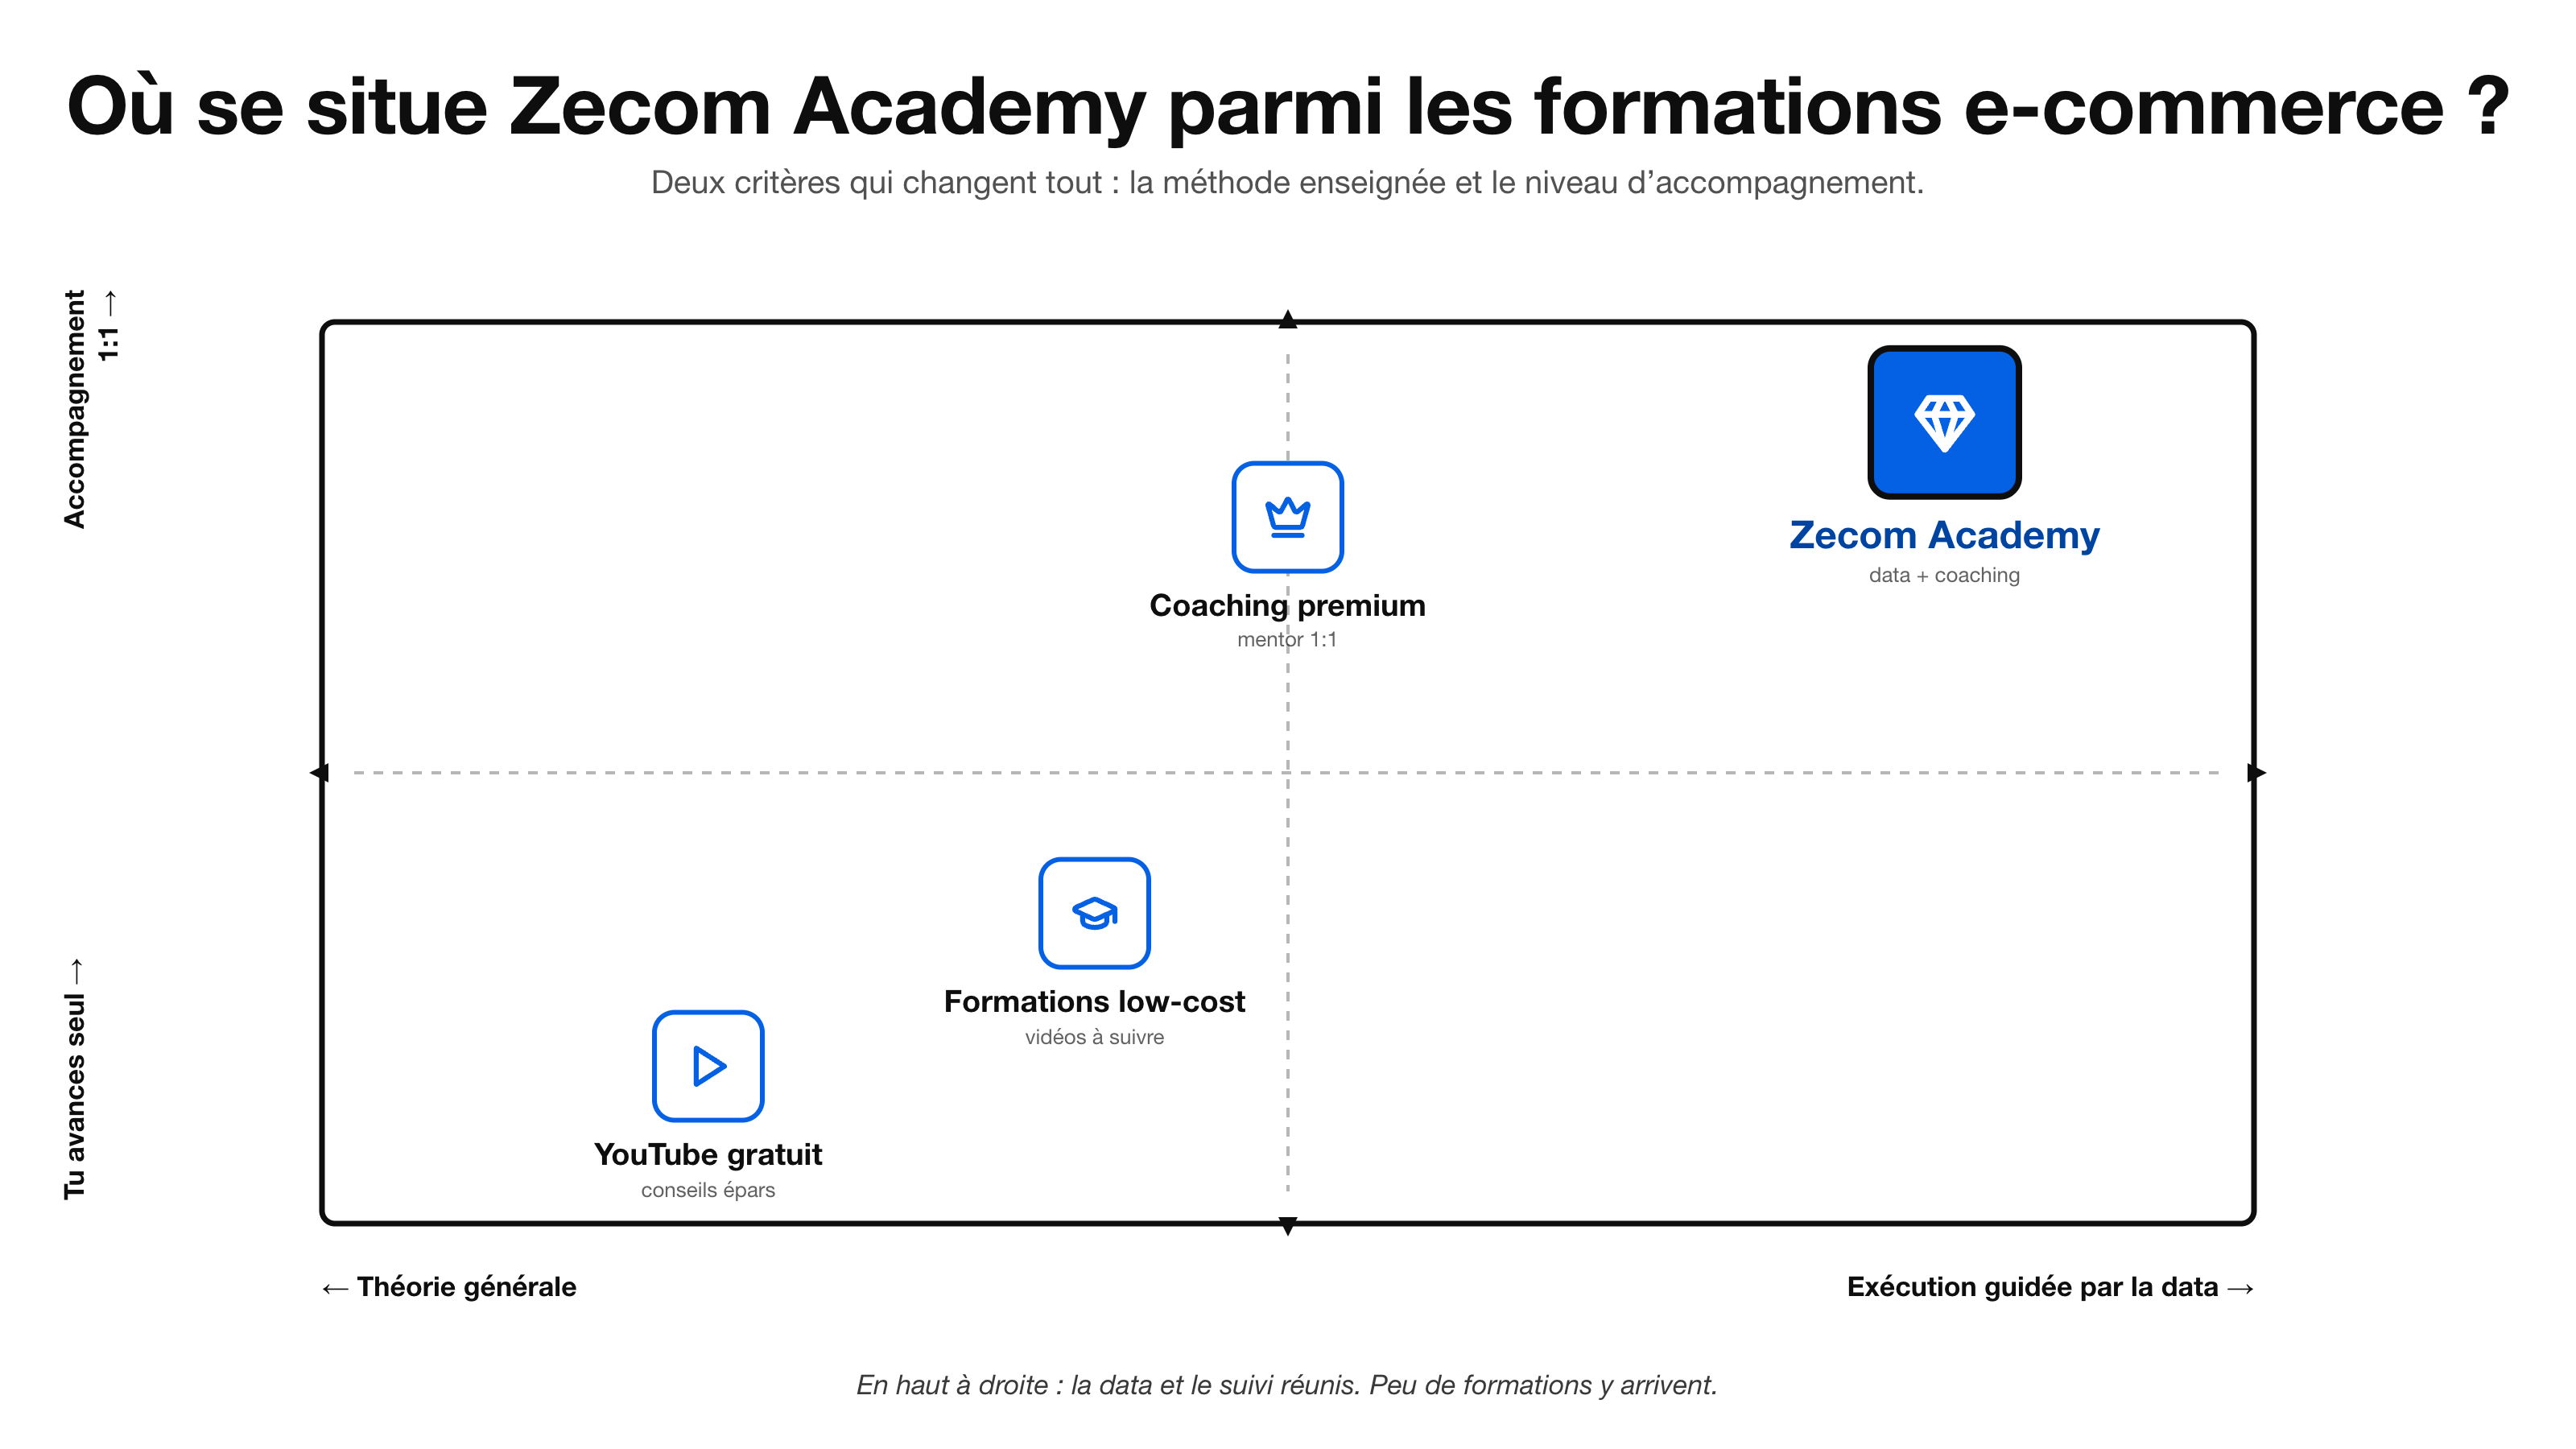 Où se situe Zecom Academy parmi les formations e-commerce ?
Deux critères qui changent tout : la méthode enseignée et le niveau d’accompagnement.
Accompagnement
1:1 →
Zecom Academy
data + coaching
Coaching premium
mentor 1:1
Formations low-cost
vidéos à suivre
Tu avances seul →
YouTube gratuit
conseils épars
← Théorie générale
Exécution guidée par la data →
En haut à droite : la data et le suivi réunis. Peu de formations y arrivent.